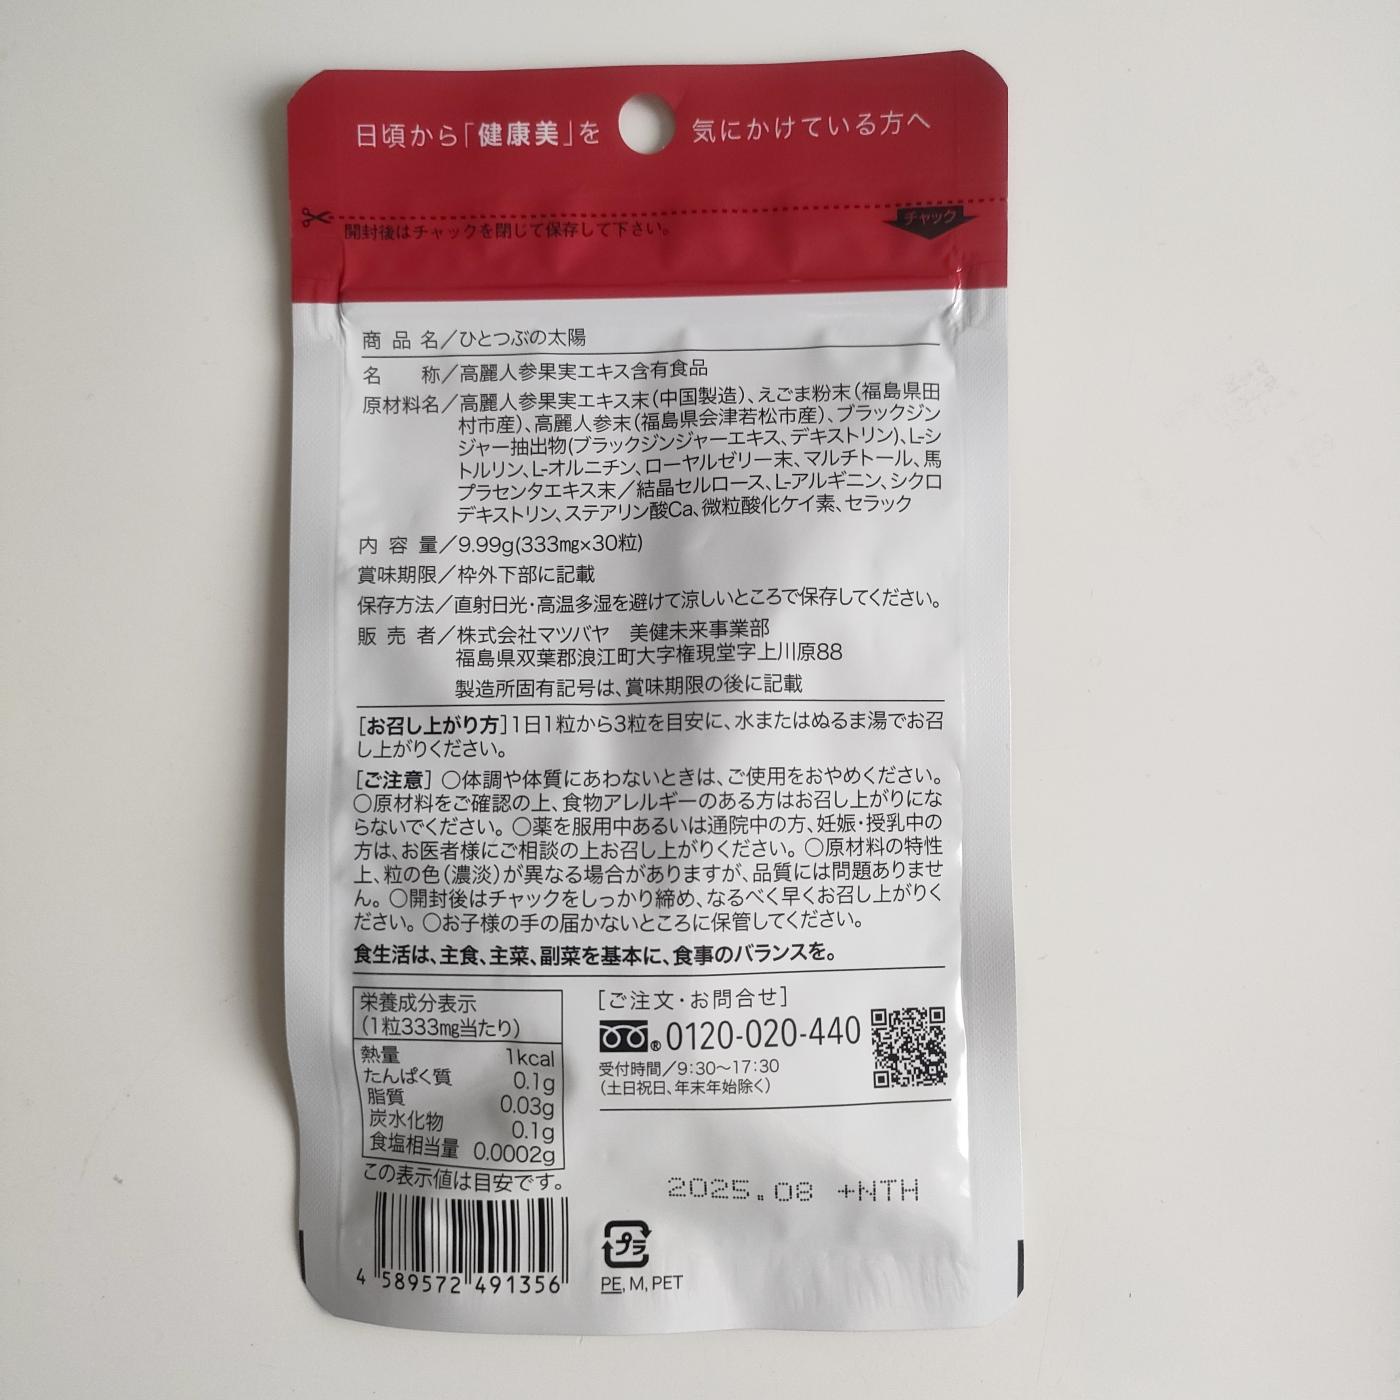 日頃から「健康美」を 気にかけている方へ
チャック
開封後はチャックを閉じて保存して下さい。
商品名／ひとつぶの太陽
名称／高麗人参果実エキス含有食品
原材料名／高麗人参果実エキス末(中国製造)、えごま粉末(福島県田
村市産)、高麗人参末(福島県会津若松市産)、ブラックジン
ジャー抽出物(ブラックジンジャーエキス、デキストリン)、L-シ
トルリン、L-オルニチン、ローヤルゼリー末、マルチトール、馬
プラセンタエキス末／結晶セルロース、L-アルギニン、シクロ
デキストリン、ステアリン酸Ca、微粒酸化ケイ素、セラック
内容量／9.99g(333mg×30粒)
賞味期限／枠外下部に記載
保存方法／直射日光・高温多湿を避けて涼しいところで保存してください。
販売者／株式会社マツバヤ 美健未来事業部
福島県双葉郡浪江町大字権現堂字上川原88
製造所固有記号は、賞味期限の後に記載
[お召し上がり方]1日1粒から3粒を目安に、水またはぬるま湯でお召
し上がりください。
[ご注意] ○体調や体質にあわないときは、ご使用をおやめください。
○原材料をご確認の上、食物アレルギーのある方はお召し上がりにな
らないでください。○薬を服用中あるいは通院中の方、妊娠・授乳中の
方は、お医者様にご相談の上お召し上がりください。○原材料の特性
上、粒の色(濃淡)が異なる場合がありますが、品質には問題ありませ
ん。○開封後はチャックをしっかり締め、なるべく早くお召し上がりく
ださい。○お子様の手の届かないところに保管してください。
食生活は、主食、主菜、副菜を基本に、食事のバランスを。
栄養成分表示
(1粒333mg当たり)
熱量 1kcal
たんぱく質 0.1g
脂質 0.03g
炭水化物 0.1g
食塩相当量 0.0002g
この表示値は目安です。
[ご注文・お問合せ]
® 0120-020-440
受付時間／9:30～17:30
(土日祝日、年末年始除く)
2025.08 +NTH
4 589572 491356
プラ
PE, M, PET